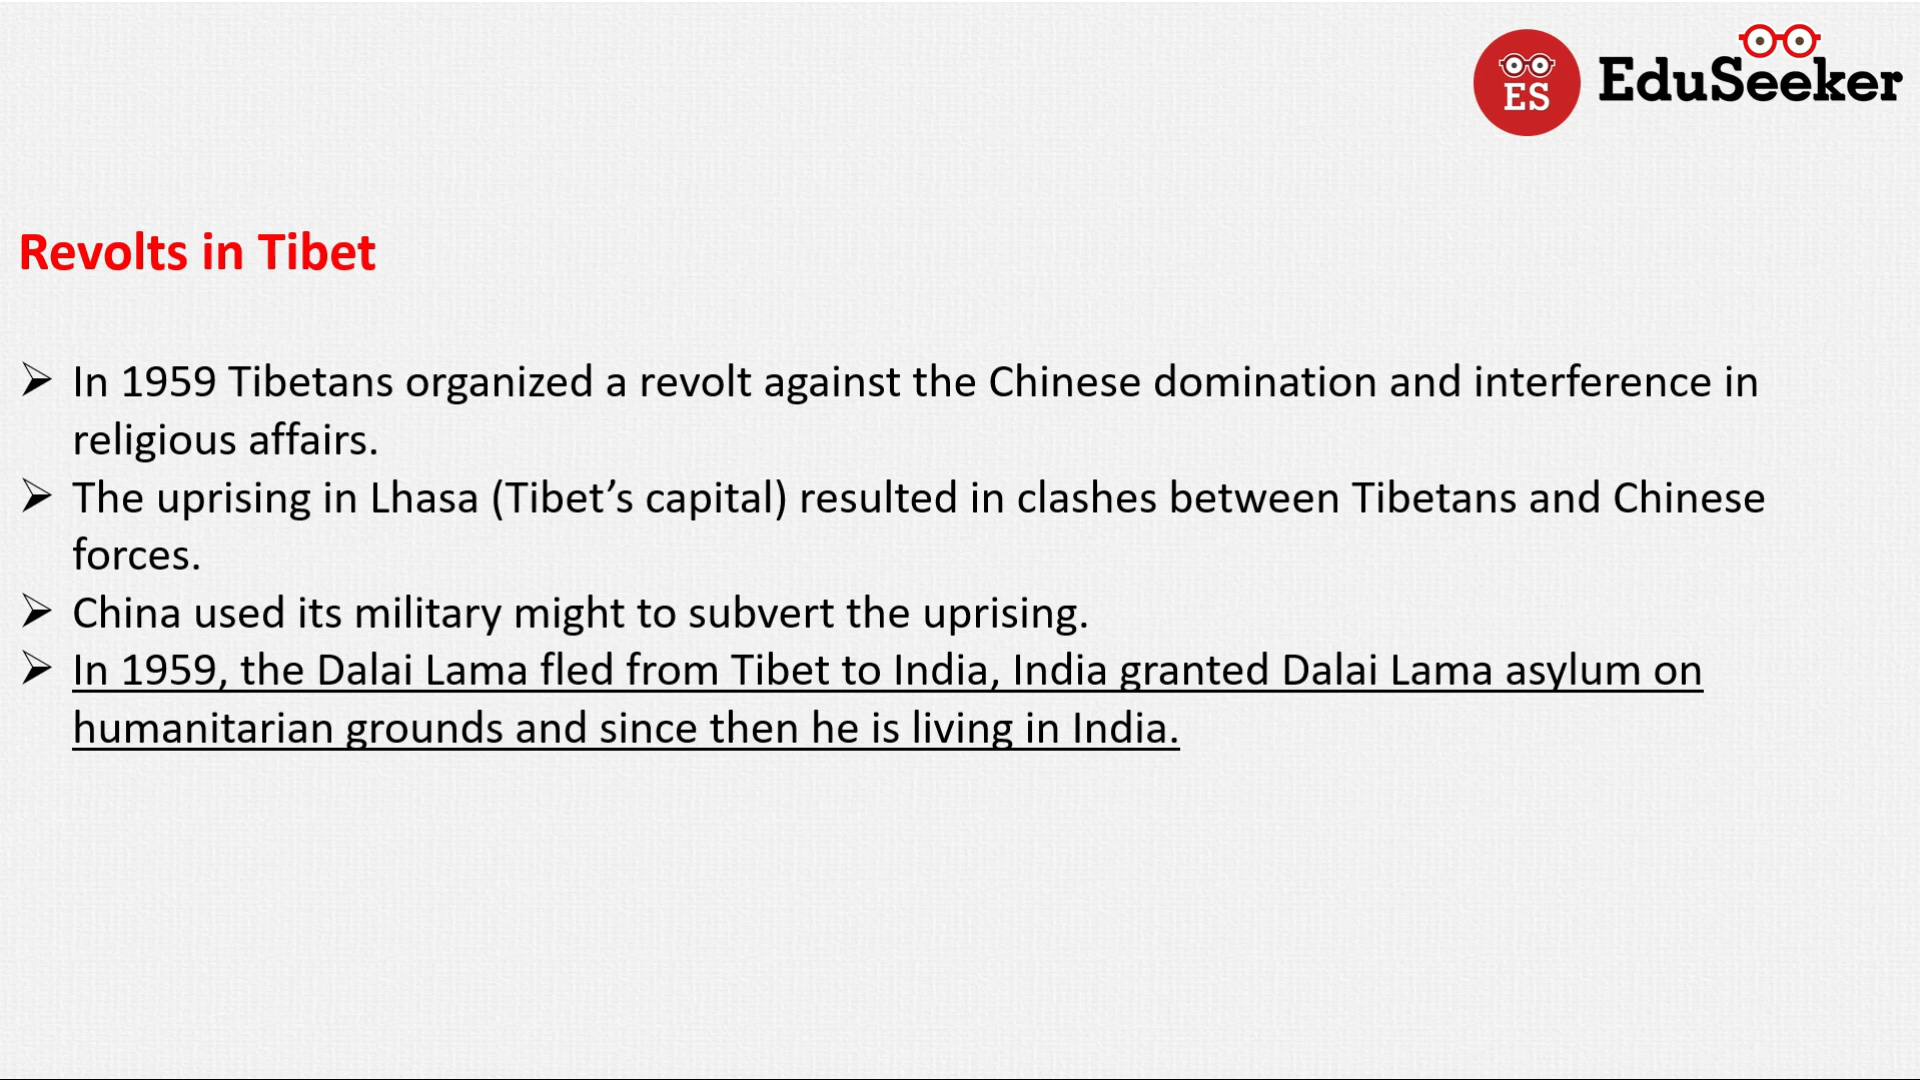 ES
EduSeeker
Revolts in Tibet
➢ In 1959 Tibetans organized a revolt against the Chinese domination and interference in
religious affairs.
➢ The uprising in Lhasa (Tibet’s capital) resulted in clashes between Tibetans and Chinese
forces.
➢ China used its military might to subvert the uprising.
➢ In 1959, the Dalai Lama fled from Tibet to India, India granted Dalai Lama asylum on
humanitarian grounds and since then he is living in India.